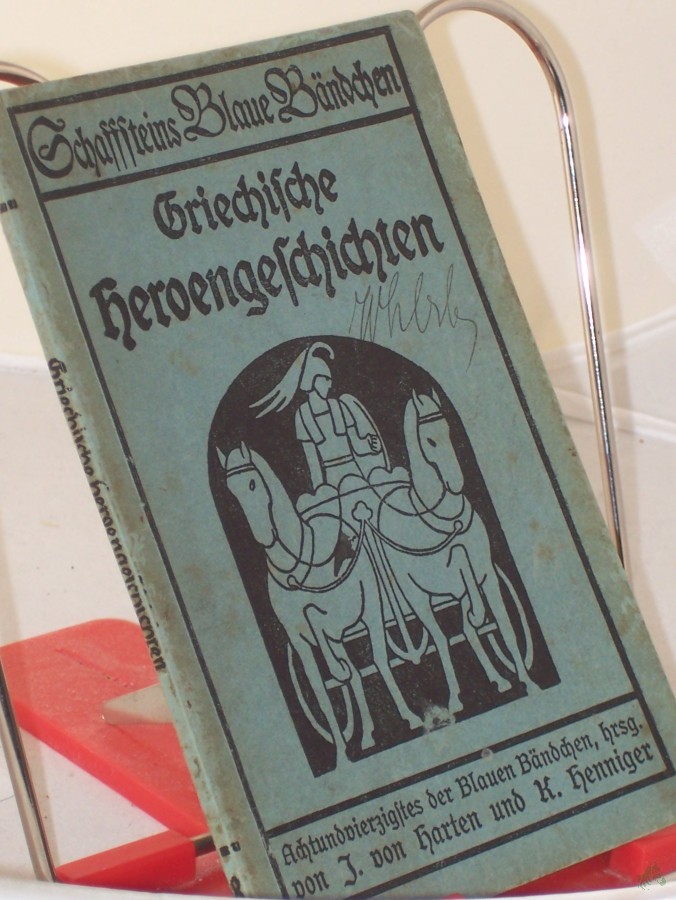 Schaffsteins Blaue Bändchen
Griechische
Heroengeschichten
Achtundvierzigstes der Blauen Bändchen, hrsg.
von J. von Harten und K. Henniger
Griechische Heroengeschichten